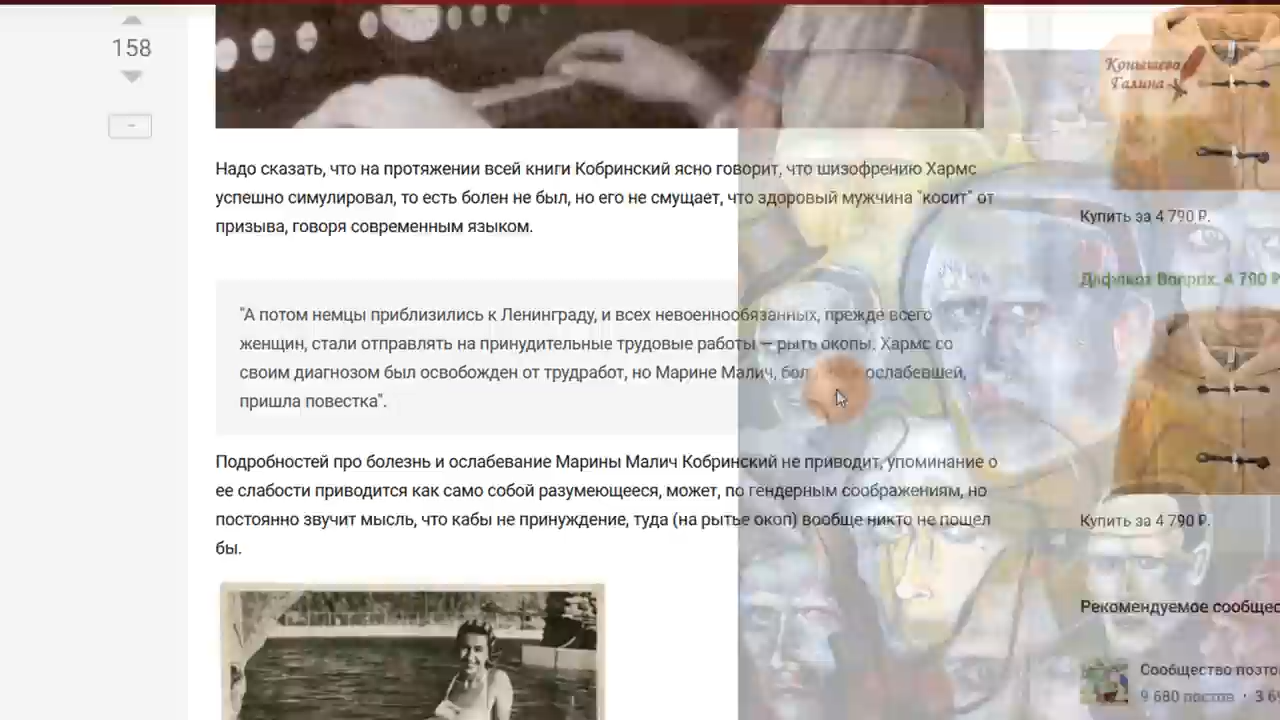 158
Конышева
Галина
Надо сказать, что на протяжении всей книги Кобринский ясно говорит, что шизофрению Хармс
успешно симулировал, то есть болен не был, но его не смущает, что здоровый мужчина "косит" от
призыва, говоря современным языком.
Купить за 4 790 ₽.
4 790 ₽
"А потом немцы приблизились к Ленинграду, и всех невоеннообязанных, прежде всего
женщин, стали отправлять на принудительные трудовые работы — рыть окопы. Хармс со
своим диагнозом был освобожден от трудработ, но Марине Малич, ослабевшей,
пришла повестка".
Подробностей про болезнь и ослабевание Марины Малич Кобринский не приводит, упоминание о
ее слабости приводится как само собой разумеющееся, может, по гендерным соображениям, но
постоянно звучит мысль, что кабы не принуждение, туда (на рытье окоп) вообще никто не пошел
бы.
Купить за 4 790 ₽.
Рекомендуемое сообщес
Сообщество поэто
9 680 постов · 3 6